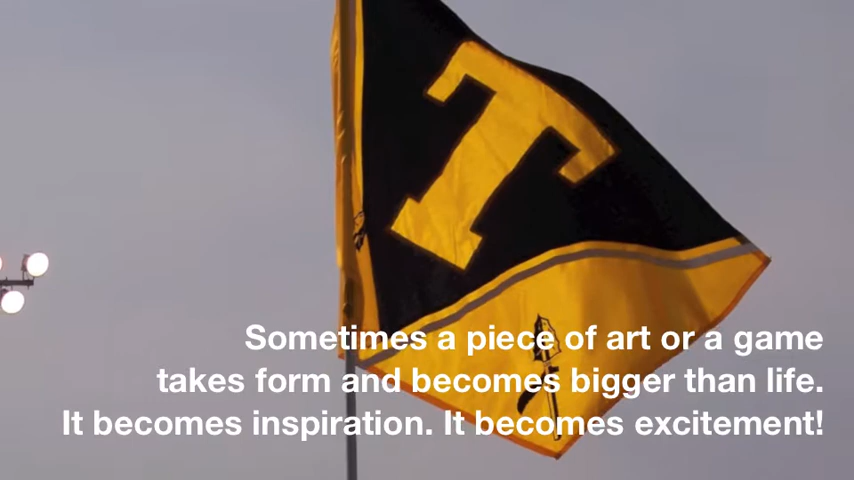 T
Sometimes a piece of art or a game
takes form and becomes bigger than life.
It becomes inspiration. It becomes excitement!